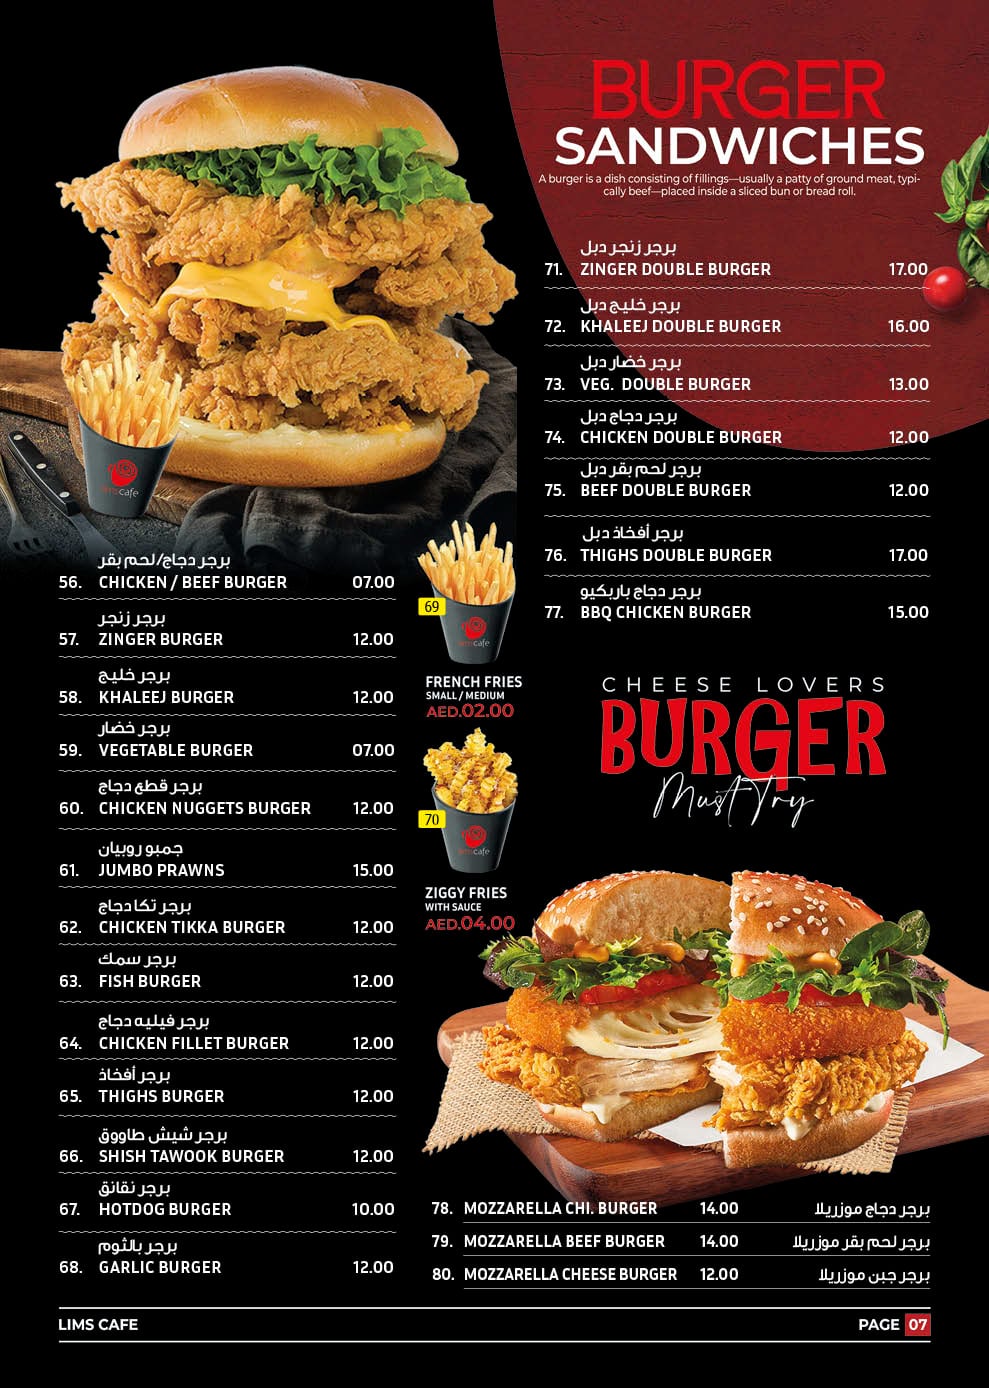 BURGER
SANDWICHES
A burger is a dish consisting of fillings—usually a patty of ground meat, typi-
cally beef—placed inside a sliced bun or bread roll.
برجر زنجر دبل
71. ZINGER DOUBLE BURGER 17.00
برجر خليج دبل
72. KHALEEJ DOUBLE BURGER 16.00
برجر خضار دبل
73. VEG. DOUBLE BURGER 13.00
برجر دجاج دبل
74. CHICKEN DOUBLE BURGER 12.00
برجر لحم بقر دبل
75. BEEF DOUBLE BURGER 12.00
برجر أفخاذ دبل
76. THIGHS DOUBLE BURGER 17.00
برجر دجاج باربكيو
77. BBQ CHICKEN BURGER 15.00
lims cafe
برجر دجاج/لحم بقر
56. CHICKEN / BEEF BURGER 07.00
برجر زنجر
57. ZINGER BURGER 12.00
برجر خليج
58. KHALEEJ BURGER 12.00
برجر خضار
59. VEGETABLE BURGER 07.00
برجر قطع دجاج
60. CHICKEN NUGGETS BURGER 12.00
جمبو روبيان
61. JUMBO PRAWNS 15.00
برجر تكا دجاج
62. CHICKEN TIKKA BURGER 12.00
برجر سمك
63. FISH BURGER 12.00
برجر فيليه دجاج
64. CHICKEN FILLET BURGER 12.00
برجر أفخاذ
65. THIGHS BURGER 12.00
برجر شيش طاووق
66. SHISH TAWOOK BURGER 12.00
برجر نقانق
67. HOTDOG BURGER 10.00
برجر بالثوم
68. GARLIC BURGER 12.00
69
lims cafe
FRENCH FRIES
SMALL / MEDIUM
AED.02.00
70
lims cafe
ZIGGY FRIES
WITH SAUCE
AED.04.00
CHEESE LOVERS
BURGER
Must Try
78. MOZZARELLA CHI. BURGER 14.00 برجر دجاج موزريلا
79. MOZZARELLA BEEF BURGER 14.00 برجر لحم بقر موزريلا
80. MOZZARELLA CHEESE BURGER 12.00 برجر جبن موزريلا
LIMS CAFE
PAGE 07